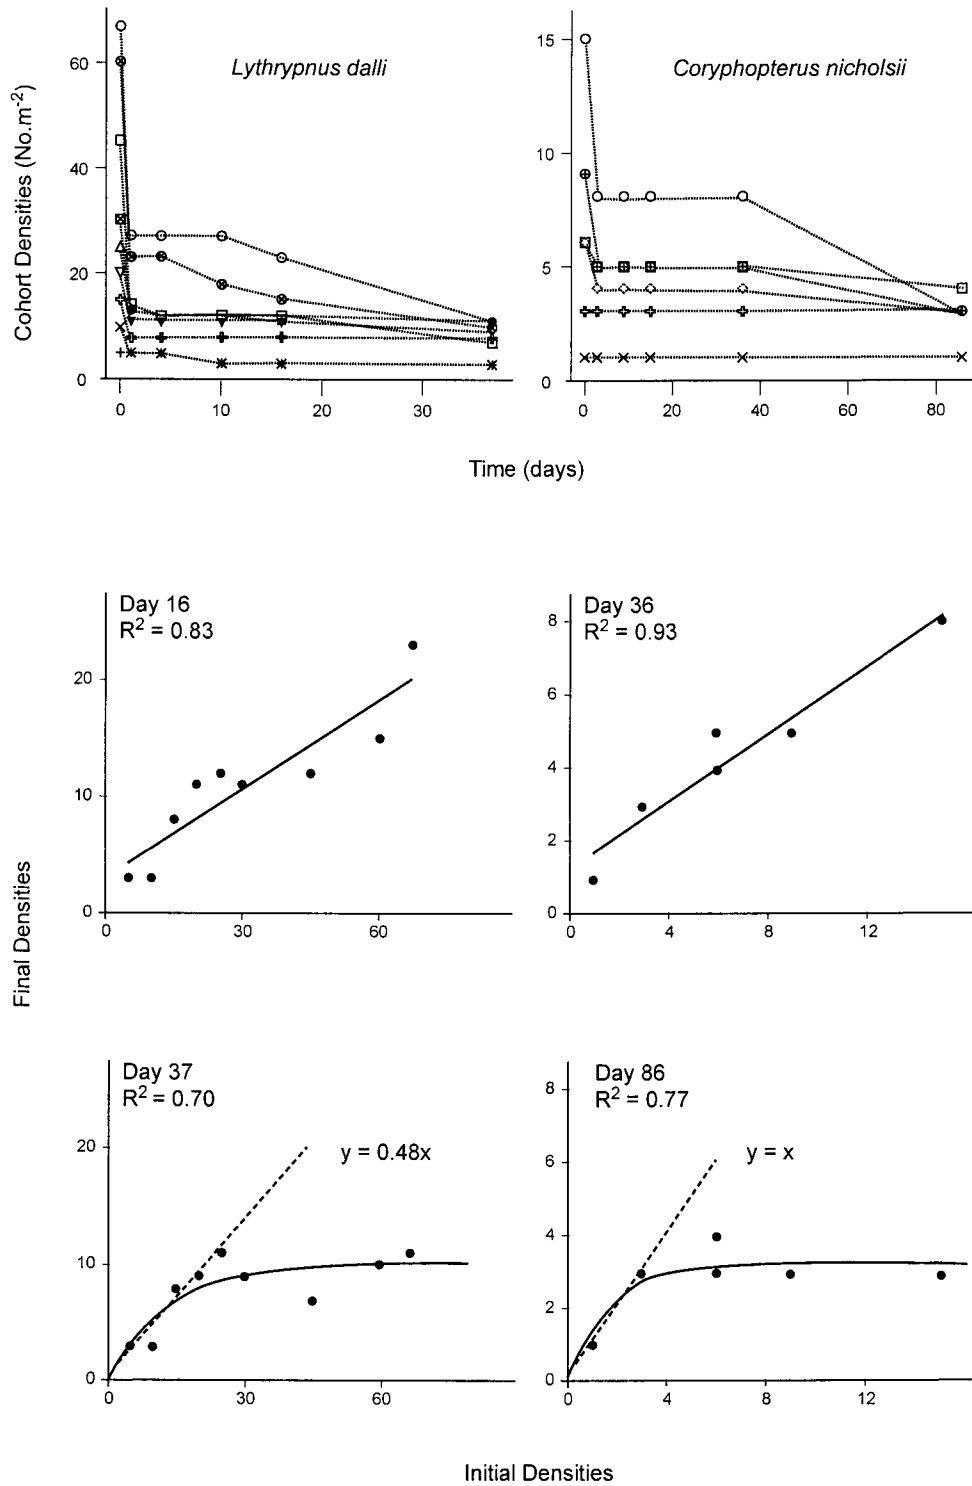 Lythrypnus dalli
Coryphopterus nicholsii
Cohort Densities (No.m-2)
60
40
20
0
15
10
5
0
0 10 20 30
0 20 40 60 80
Time (days)
Day 16
R2 = 0.83
20
10
0
0 30 60
Day 36
R2 = 0.93
8
6
4
2
0
0 4 8 12
Final Densities
Day 37
R2 = 0.70
y = 0.48x
20
10
0
0 30 60
Day 86
R2 = 0.77
y = x
8
6
4
2
0
0 4 8 12
Initial Densities